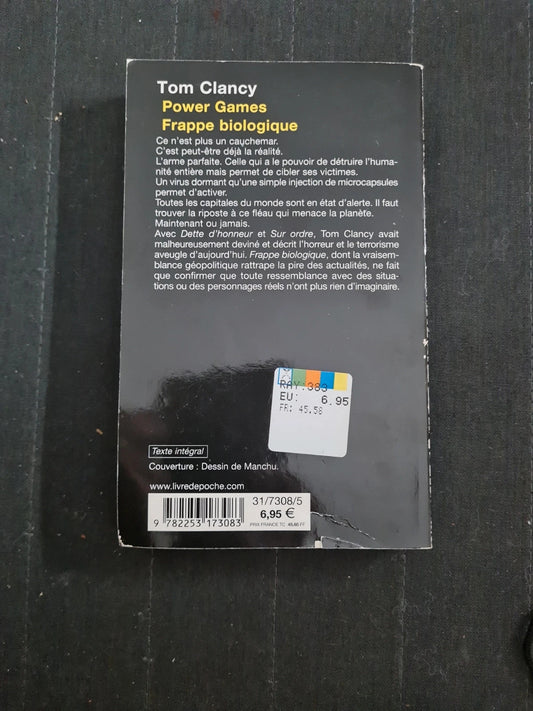 Tom Clancy
Power Games
Frappe biologique
Ce n'est plus un cauchemar.
C'est peut-être déjà la réalité.
L'arme parfaite. Celle qui a le pouvoir de détruire l'huma-
nité entière mais permet de cibler ses victimes.
Un virus dormant qu'une simple injection de microcapsules
permet d'activer.
Toutes les capitales du monde sont en état d'alerte. Il faut
trouver la riposte à ce fléau qui menace la planète.
Maintenant ou jamais.
Avec Dette d'honneur et Sur ordre, Tom Clancy avait
malheureusement deviné et décrit l'horreur et le terrorisme
aveugle d'aujourd'hui. Frappe biologique, dont la vraisem-
blance géopolitique rattrape la pire des actualités, ne fait
que confirmer que toute ressemblance avec des situa-
tions ou des personnages réels n'ont plus rien d'imaginaire.
RAY:383
EU: 6.95
FR: 45.58
Texte intégral
Couverture : Dessin de Manchu.
www.livredepoche.com
31/7308/5
6,95 €
9 782253 173083
PRIX FRANCE TC